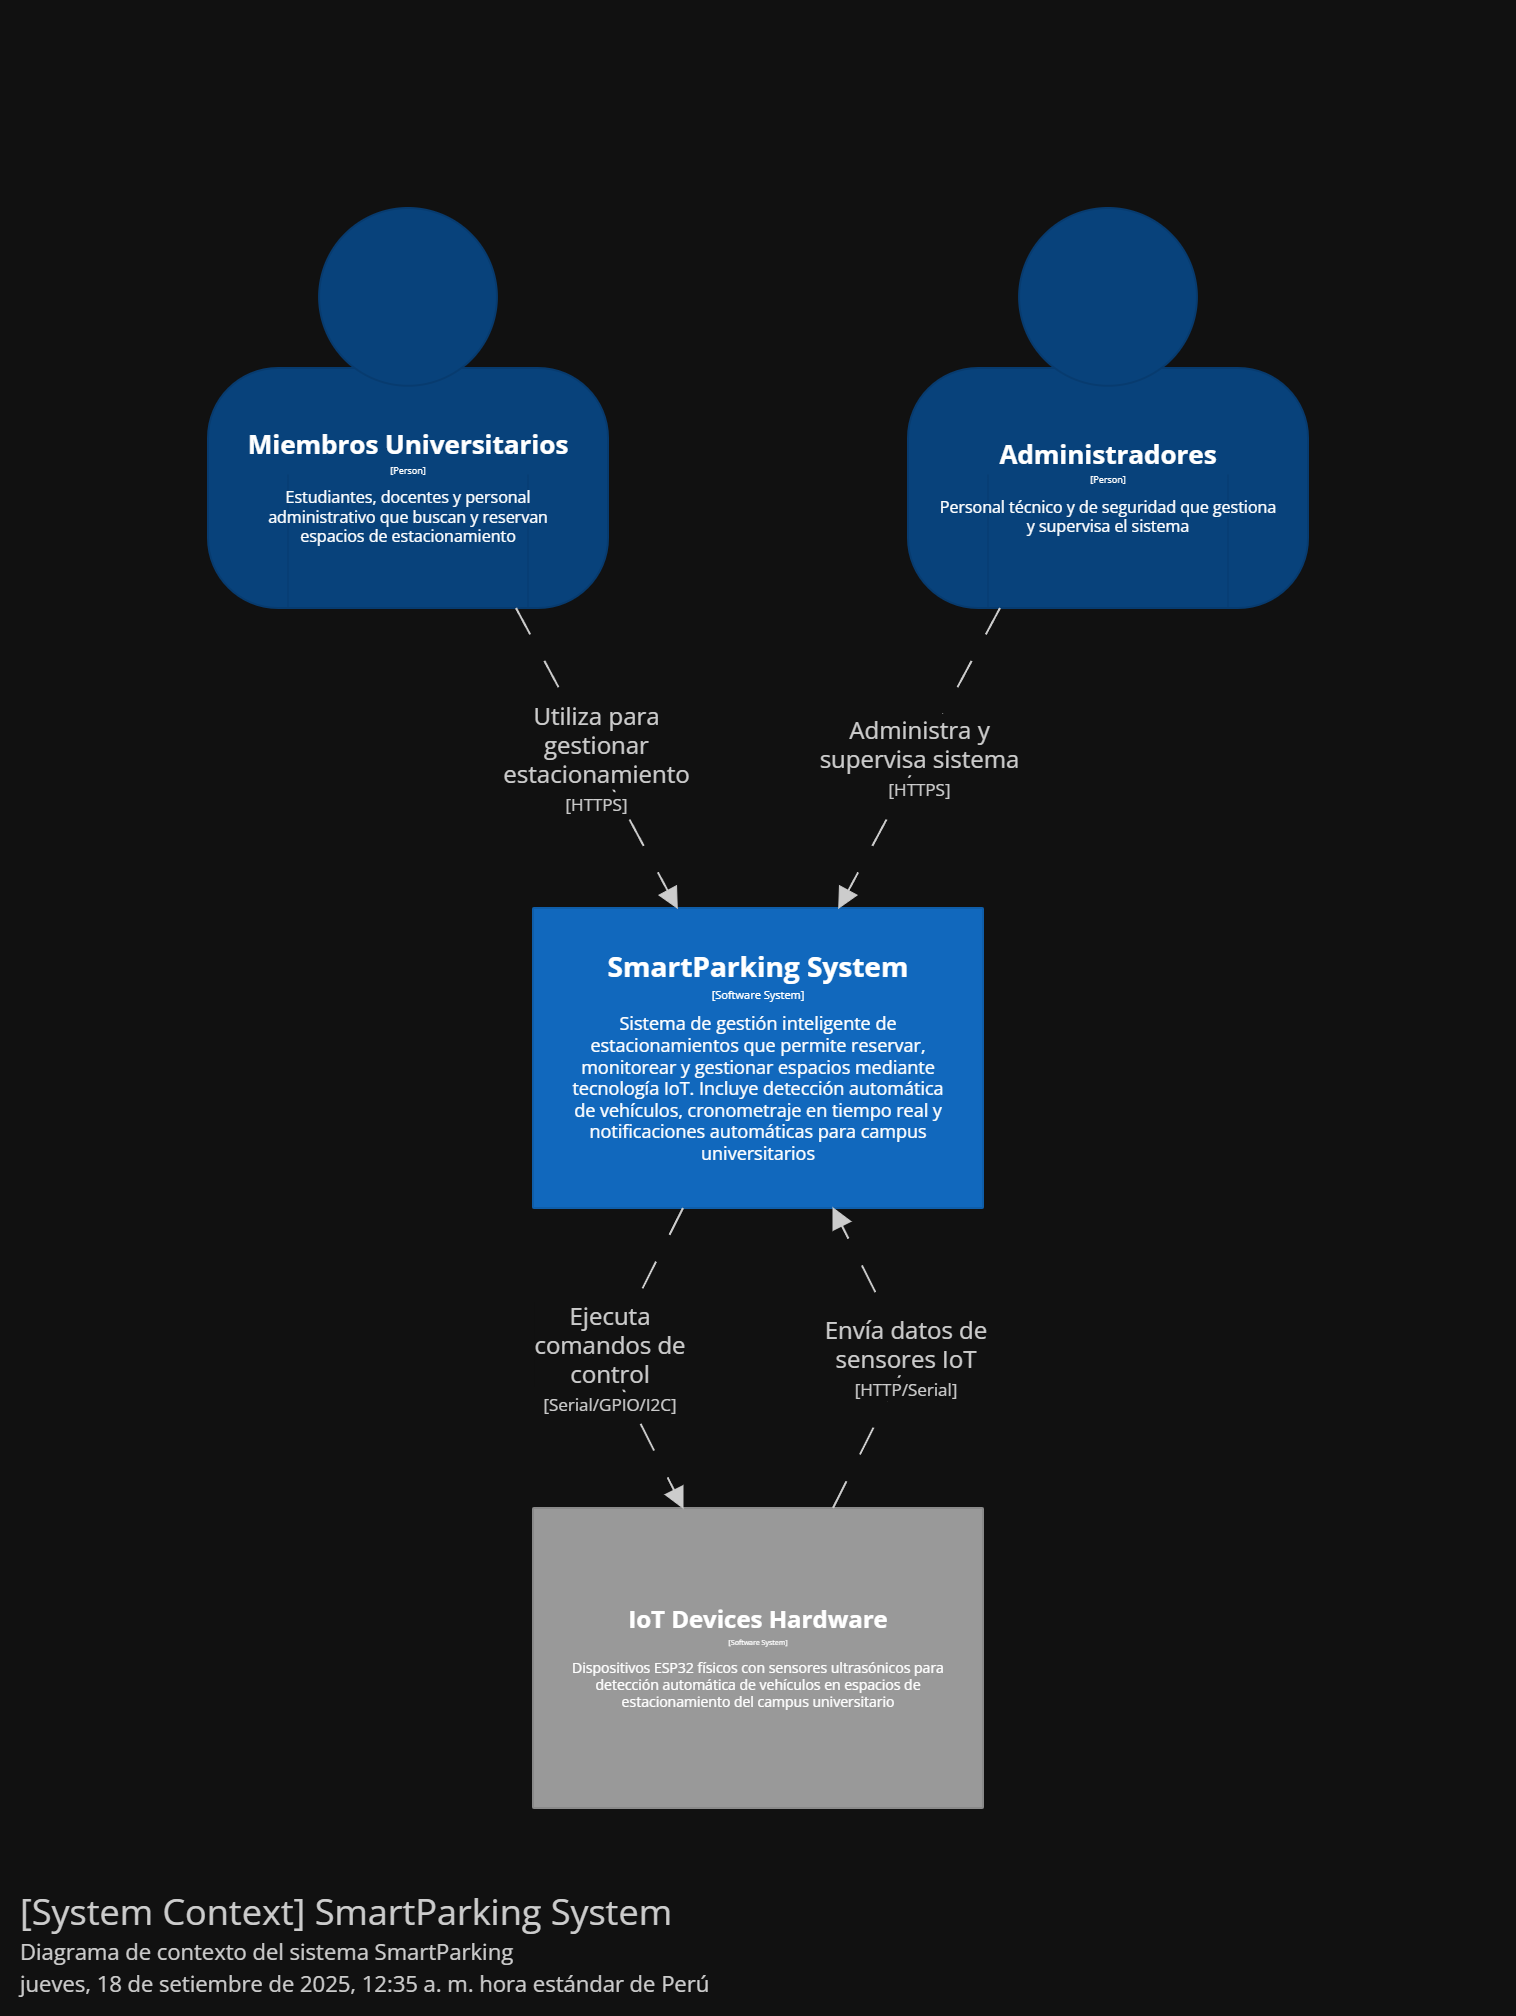 Miembros Universitarios
[Person]
Estudiantes, docentes y personal
administrativo que buscan y reservan
espacios de estacionamiento
Administradores
[Person]
Personal técnico y de seguridad que gestiona
y supervisa el sistema
Utiliza para
gestionar
estacionamiento
[HTTPS]
Administra y
supervisa sistema
[HTTPS]
SmartParking System
[Software System]
Sistema de gestión inteligente de
estacionamientos que permite reservar,
monitorear y gestionar espacios mediante
tecnología IoT. Incluye detección automática
de vehículos, cronometraje en tiempo real y
notificaciones automáticas para campus
universitarios
Ejecuta
comandos de
control
[Serial/GPIO/I2C]
Envía datos de
sensores IoT
[HTTP/Serial]
IoT Devices Hardware
[Software System]
Dispositivos ESP32 físicos con sensores ultrasónicos para
detección automática de vehículos en espacios de
estacionamiento del campus universitario
[System Context] SmartParking System
Diagrama de contexto del sistema SmartParking
jueves, 18 de setiembre de 2025, 12:35 a. m. hora estándar de Perú